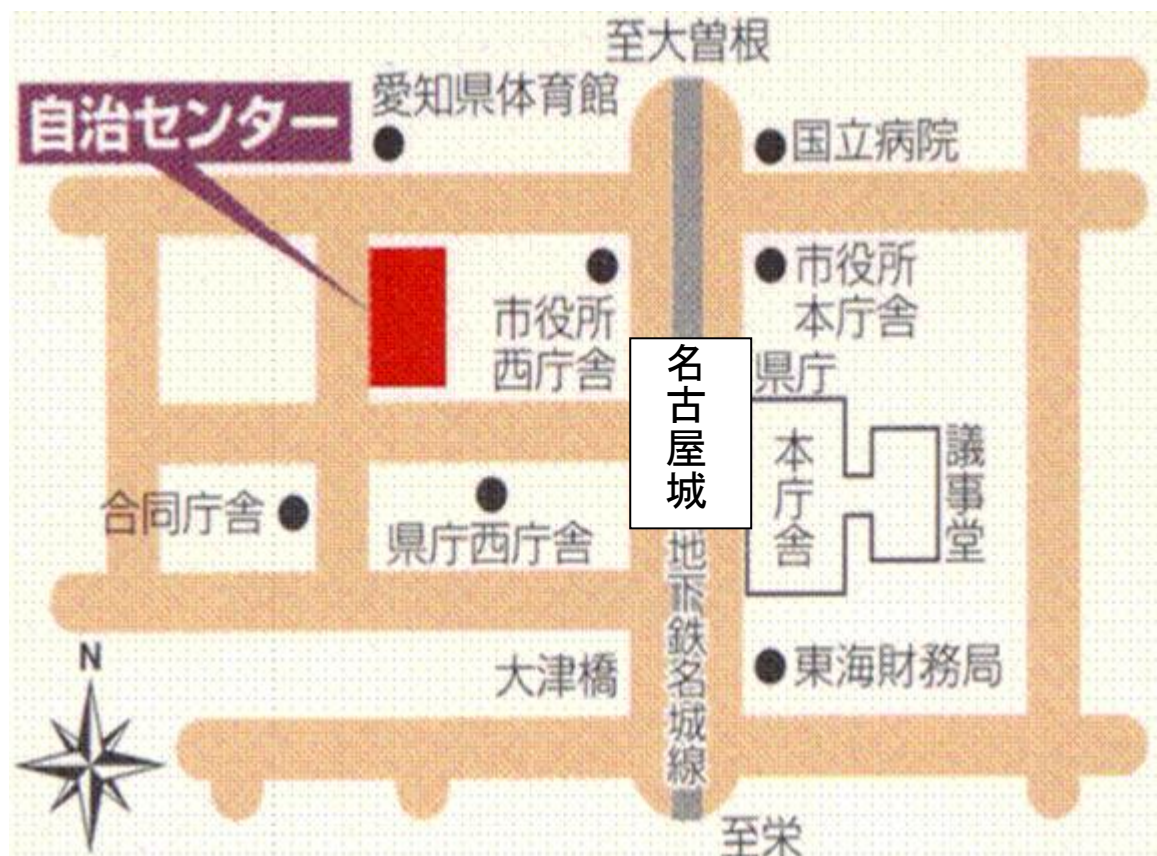 至大曽根
愛知県体育館
自治センター
国立病院
市役所
西庁舎
市役所
本庁舎
名古屋城
県庁
本庁舎
議事堂
合同庁舎
県庁西庁舎
地下鉄名城線
N
大津橋
東海財務局
至栄